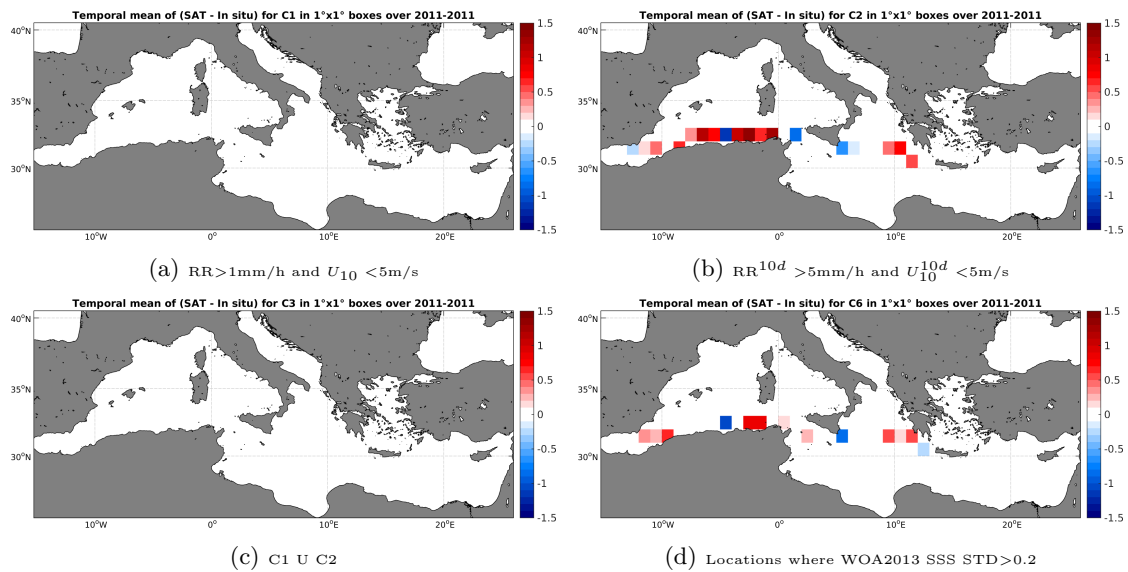 Temporal mean of (SAT - In situ) for C1 in 1°x1° boxes over 2011-2011
40°N
35°N
30°N
10°W
0°
10°E
20°E
1.5
1
0.5
0
-0.5
-1
-1.5
(a) RR>1mm/h and U10 <5m/s
Temporal mean of (SAT - In situ) for C2 in 1°x1° boxes over 2011-2011
40°N
35°N
30°N
10°W
0°
10°E
20°E
1.5
1
0.5
0
-0.5
-1
-1.5
(b) RR^10d >5mm/h and U10^10d <5m/s
Temporal mean of (SAT - In situ) for C3 in 1°x1° boxes over 2011-2011
40°N
35°N
30°N
10°W
0°
10°E
20°E
1.5
1
0.5
0
-0.5
-1
-1.5
(c) C1 U C2
Temporal mean of (SAT - In situ) for C6 in 1°x1° boxes over 2011-2011
40°N
35°N
30°N
10°W
0°
10°E
20°E
1.5
1
0.5
0
-0.5
-1
-1.5
(d) Locations where WOA2013 SSS STD>0.2